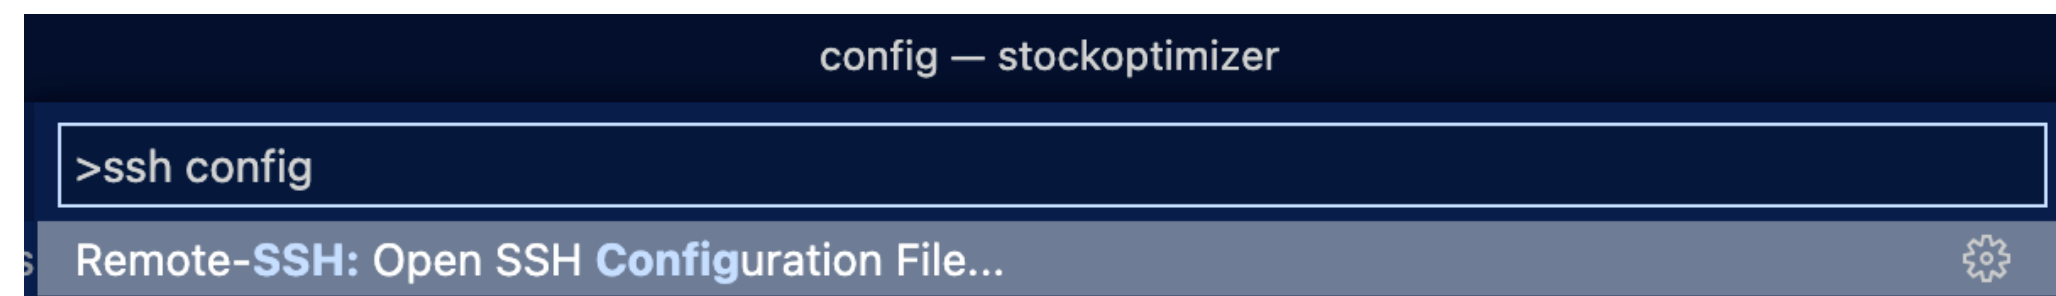 config — stockoptimizer
>ssh config
Remote-SSH: Open SSH Configuration File...